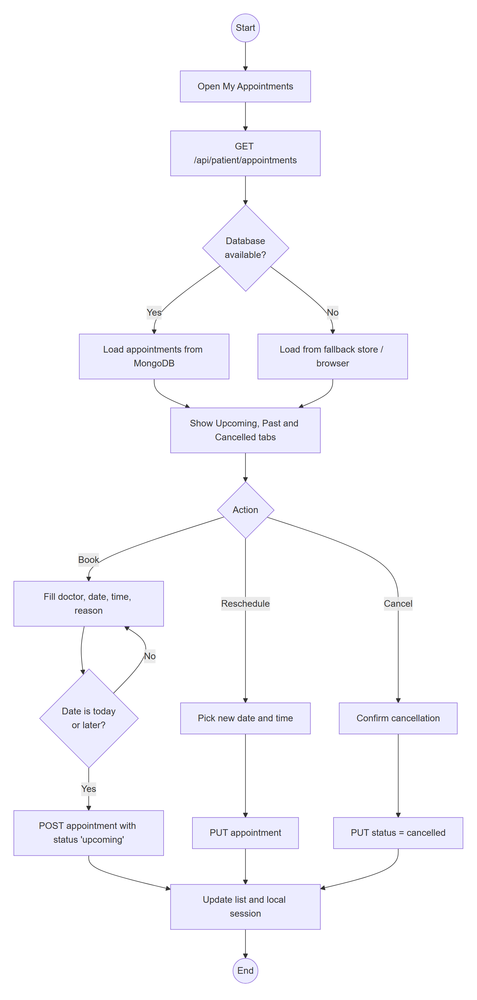 Start
Open My Appointments
GET
/api/patient/appointments
Database
available?
Yes
No
Load appointments from
MongoDB
Load from fallback store /
browser
Show Upcoming, Past and
Cancelled tabs
Action
Book
Fill doctor, date, time,
reason
Reschedule
Cancel
No
Date is today
or later?
Pick new date and time
Confirm cancellation
Yes
POST appointment with
status 'upcoming'
PUT appointment
PUT status = cancelled
Update list and local
session
End